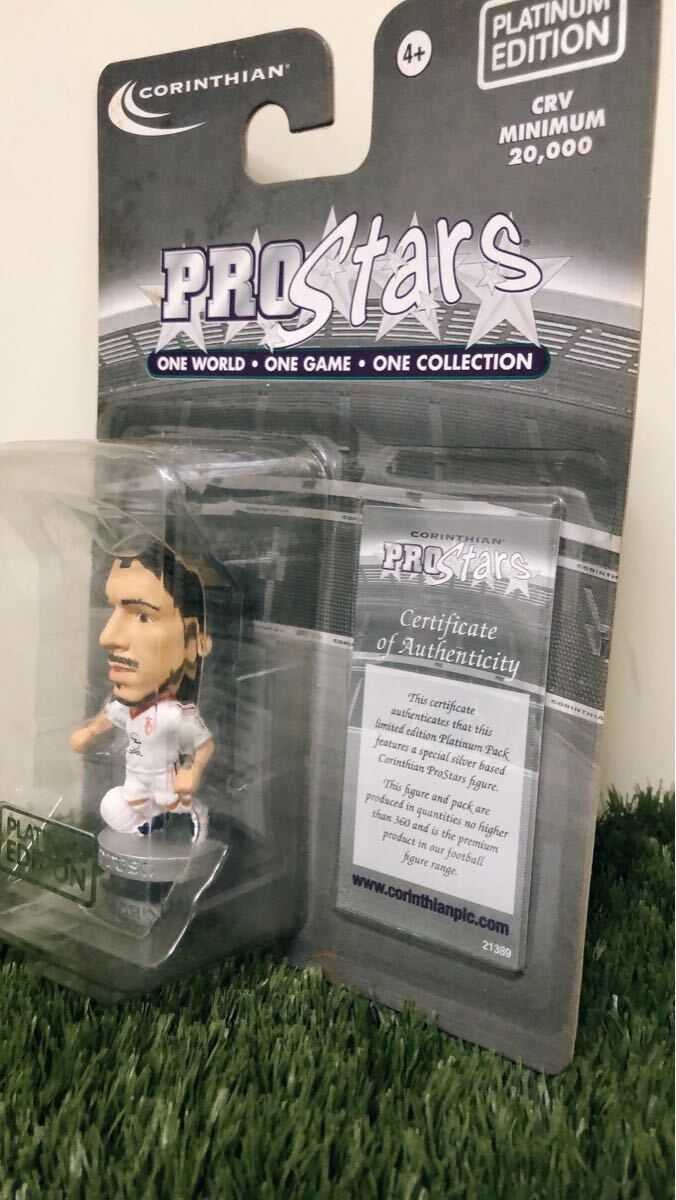 CORINTHIAN®
4+
PLATINUM
EDITION
CRV
MINIMUM
20,000
PROStars®
ONE WORLD • ONE GAME • ONE COLLECTION
CORINTHIAN®
PROStars
Certificate
of Authenticity
This certificate
authenticates that this
limited edition Platinum Pack
features a special silver based
Corinthian ProStars figure.
This figure and pack are
produced in quantities no higher
than 360 and is the premium
product in our football
figure range.
www.corinthianplc.com
21389
CORINTH
CORINTHIA
OPEL
EDITION